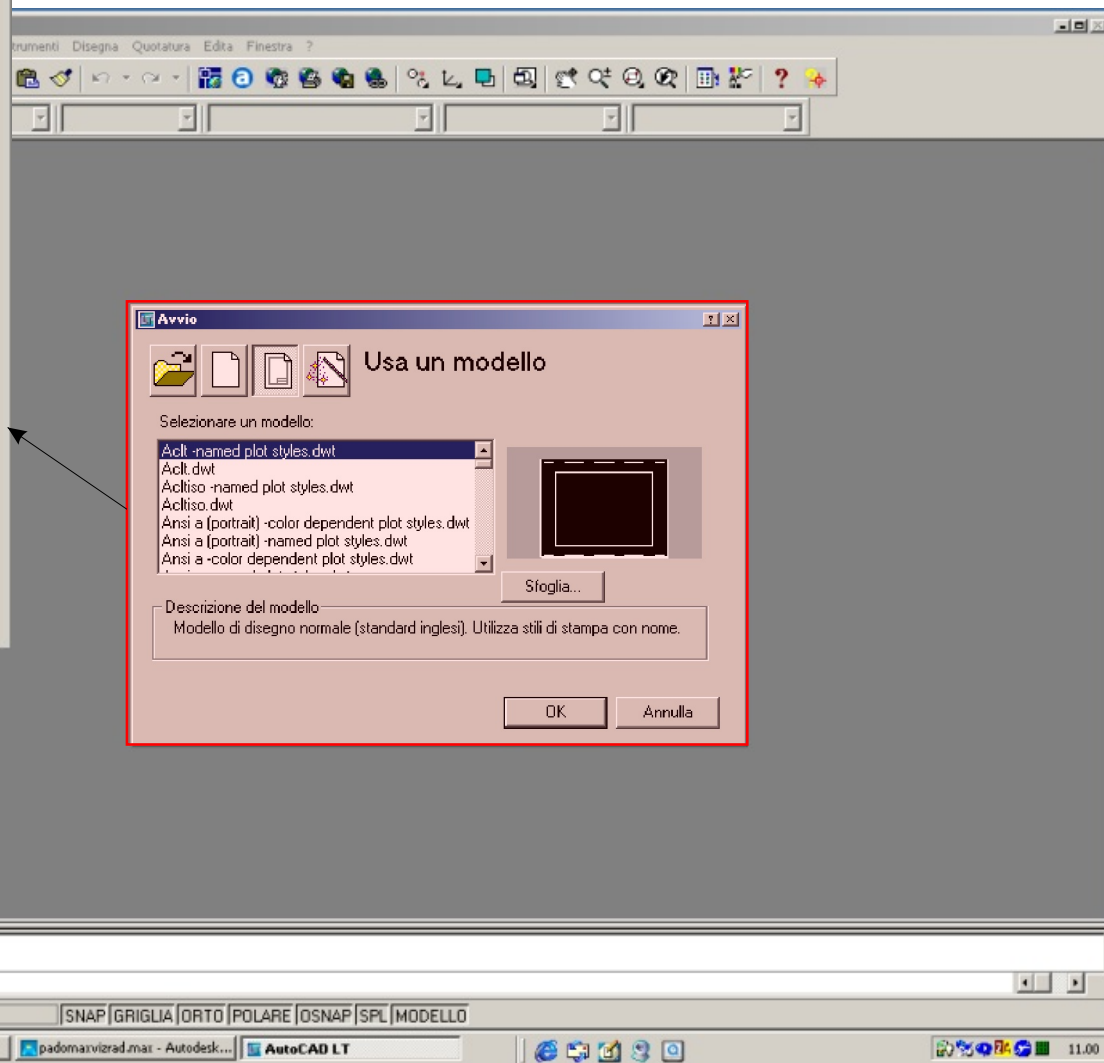 trumenti Disegna Quotatura Edita Finestra ?
Avvio
Usa un modello
Selezionare un modello:
Aclt -named plot styles.dwt
Aclt.dwt
Acltiso -named plot styles.dwt
Acltiso.dwt
Ansi a (portrait) -color dependent plot styles.dwt
Ansi a (portrait) -named plot styles.dwt
Ansi a -color dependent plot styles.dwt
Sfoglia...
Descrizione del modello
Modello di disegno normale (standard inglesi). Utilizza stili di stampa con nome.
OK Annulla
SNAP GRIGLIA ORTO POLARE OSNAP SPL MODELLO
padomaxvizrad.max - Autodesk... AutoCAD LT 11.00